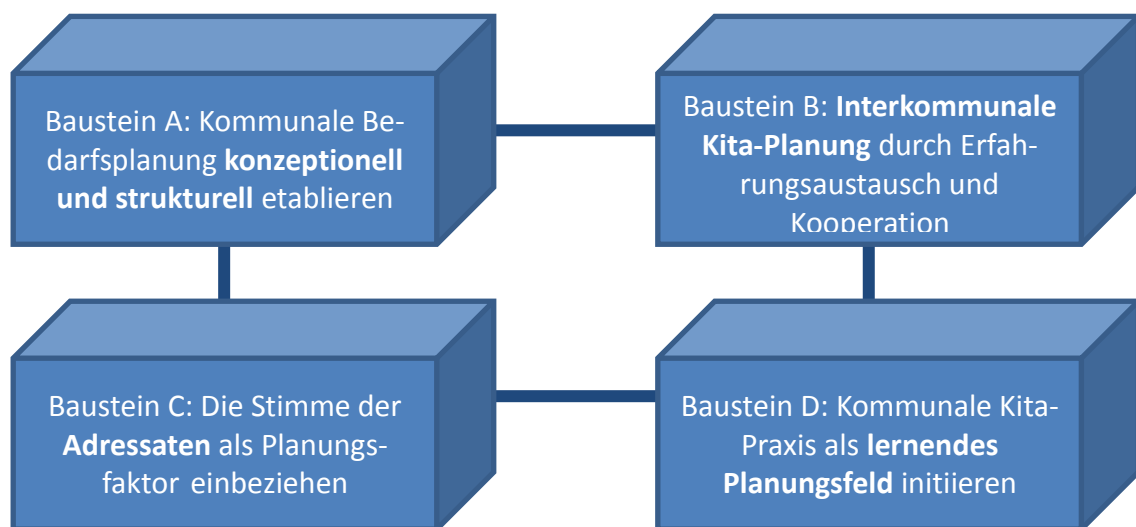 Baustein A: Kommunale Be-
darfsplanung konzeptionell
und strukturell etablieren
Baustein B: Interkommunale
Kita-Planung durch Erfah-
rungsaustausch und
Kooperation
Baustein C: Die Stimme der
Adressaten als Planungs-
faktor einbeziehen
Baustein D: Kommunale Kita-
Praxis als lernendes
Planungsfeld initiieren